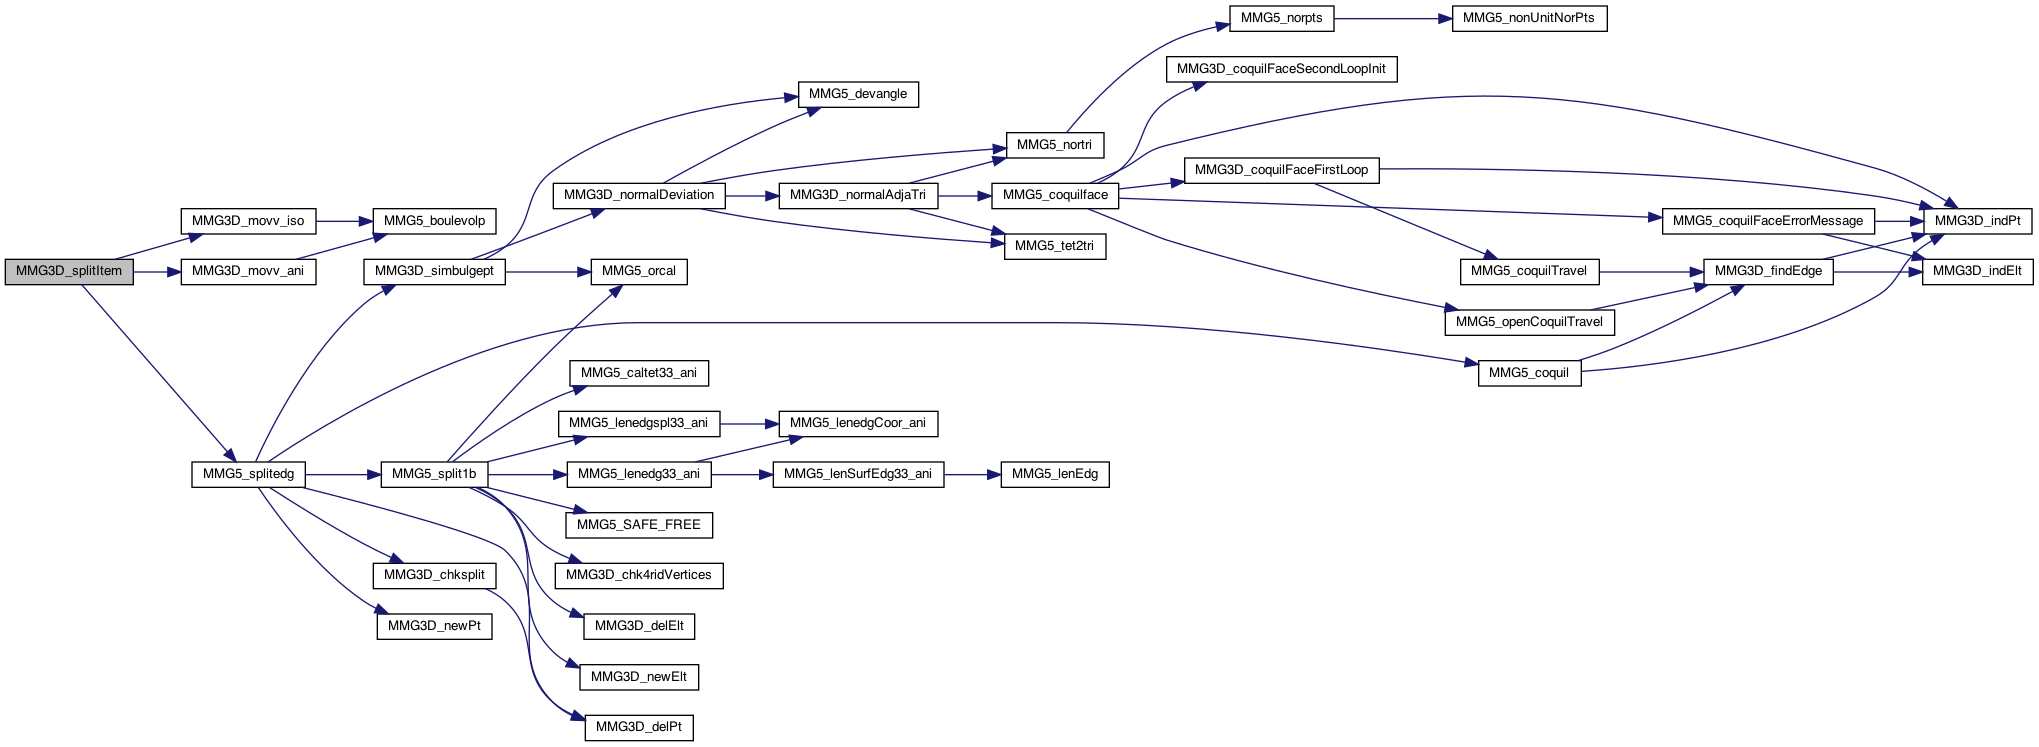 MMG5_norpts
MMG5_nonUnitNorPts
MMG3D_coquilFaceSecondLoopInit
MMG5_devangle
MMG5_nortri
MMG3D_coquilFaceFirstLoop
MMG3D_normalDeviation
MMG3D_normalAdjaTri
MMG5_coquilface
MMG3D_movv_iso
MMG5_boulevolp
MMG5_coquilFaceErrorMessage
MMG3D_indPt
MMG5_tet2tri
MMG3D_splitItem
MMG3D_movv_ani
MMG3D_simbulgept
MMG5_orcal
MMG5_coquilTravel
MMG3D_findEdge
MMG3D_indElt
MMG5_openCoquilTravel
MMG5_coquil
MMG5_caltet33_ani
MMG5_lenedgspl33_ani
MMG5_lenedgCoor_ani
MMG5_splitedg
MMG5_split1b
MMG5_lenedg33_ani
MMG5_lenSurfEdg33_ani
MMG5_lenEdg
MMG5_SAFE_FREE
MMG3D_chksplit
MMG3D_chk4ridVertices
MMG3D_newPt
MMG3D_delElt
MMG3D_newElt
MMG3D_delPt